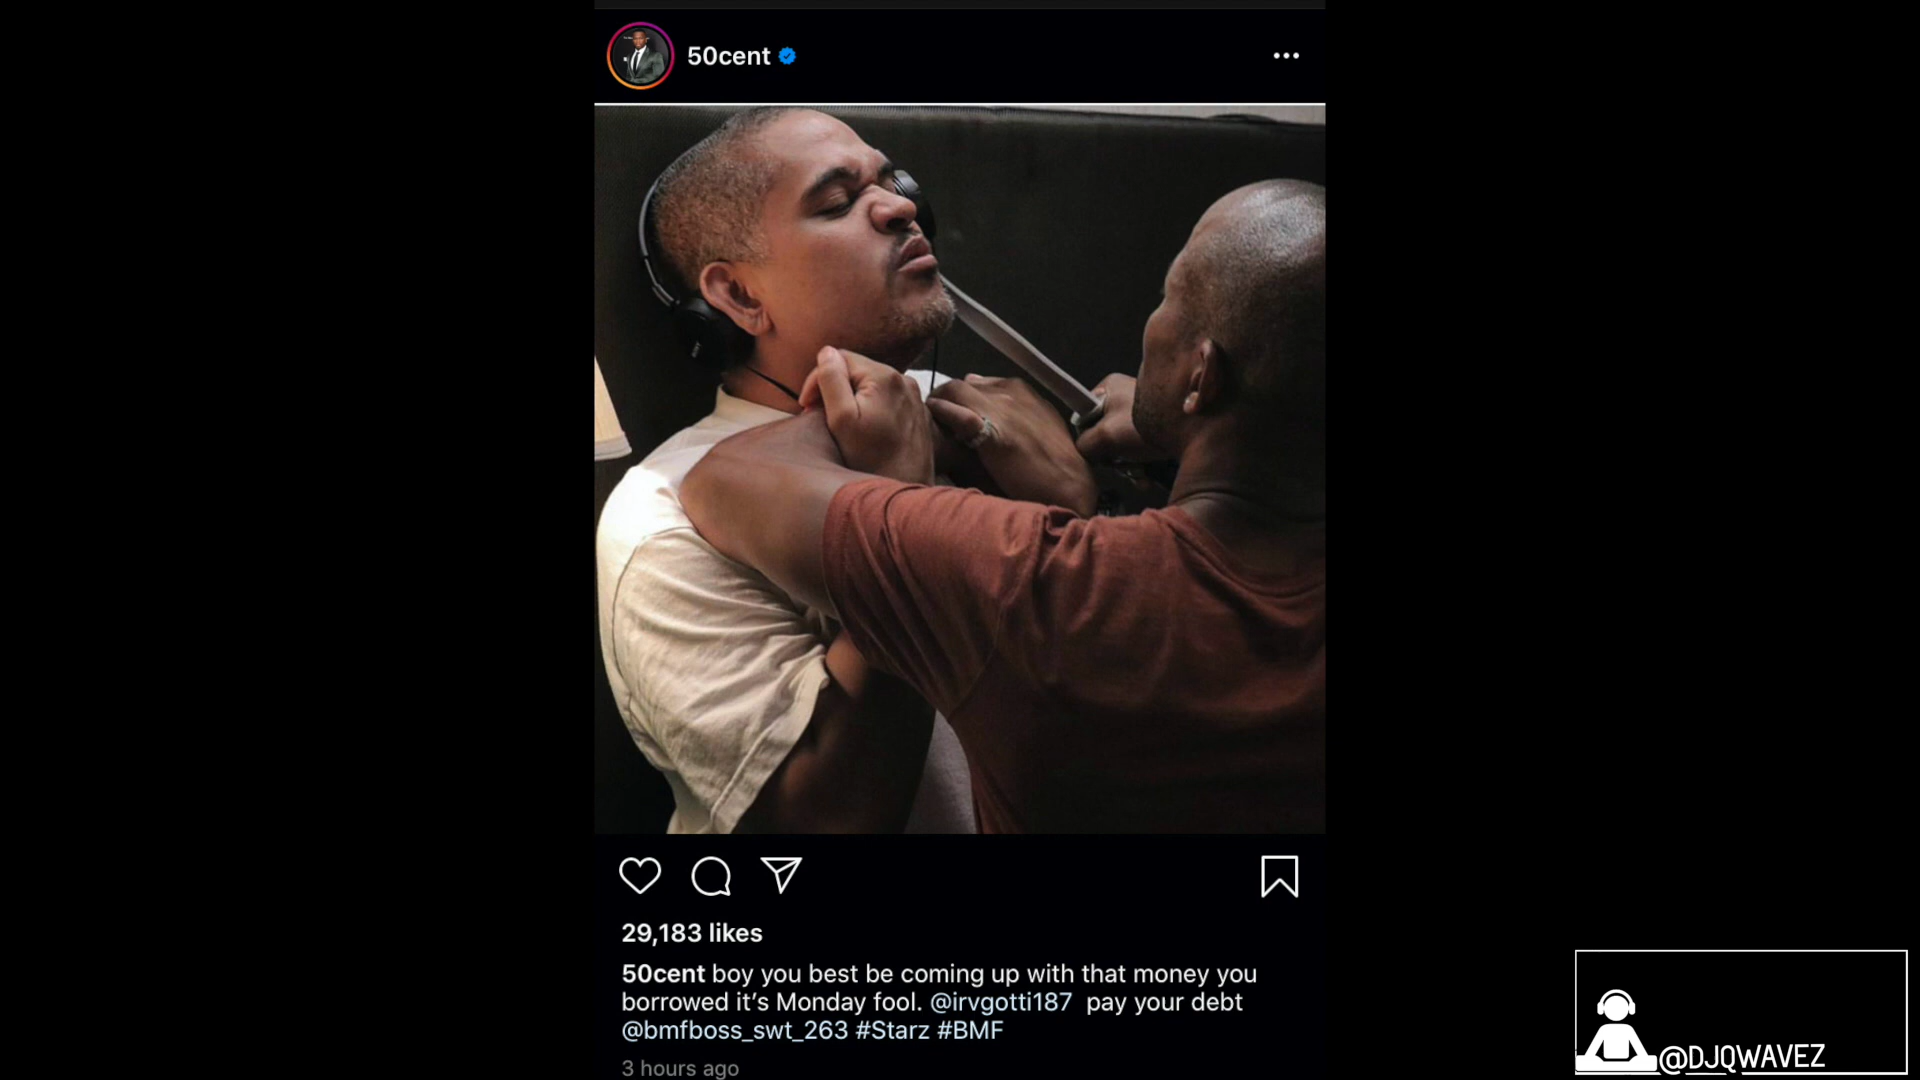 50cent
29,183 likes
50cent boy you best be coming up with that money you
borrowed it’s Monday fool. @irvgotti187 pay your debt
@bmfboss_swt_263 #Starz #BMF
3 hours ago
@DJQWAVEZ